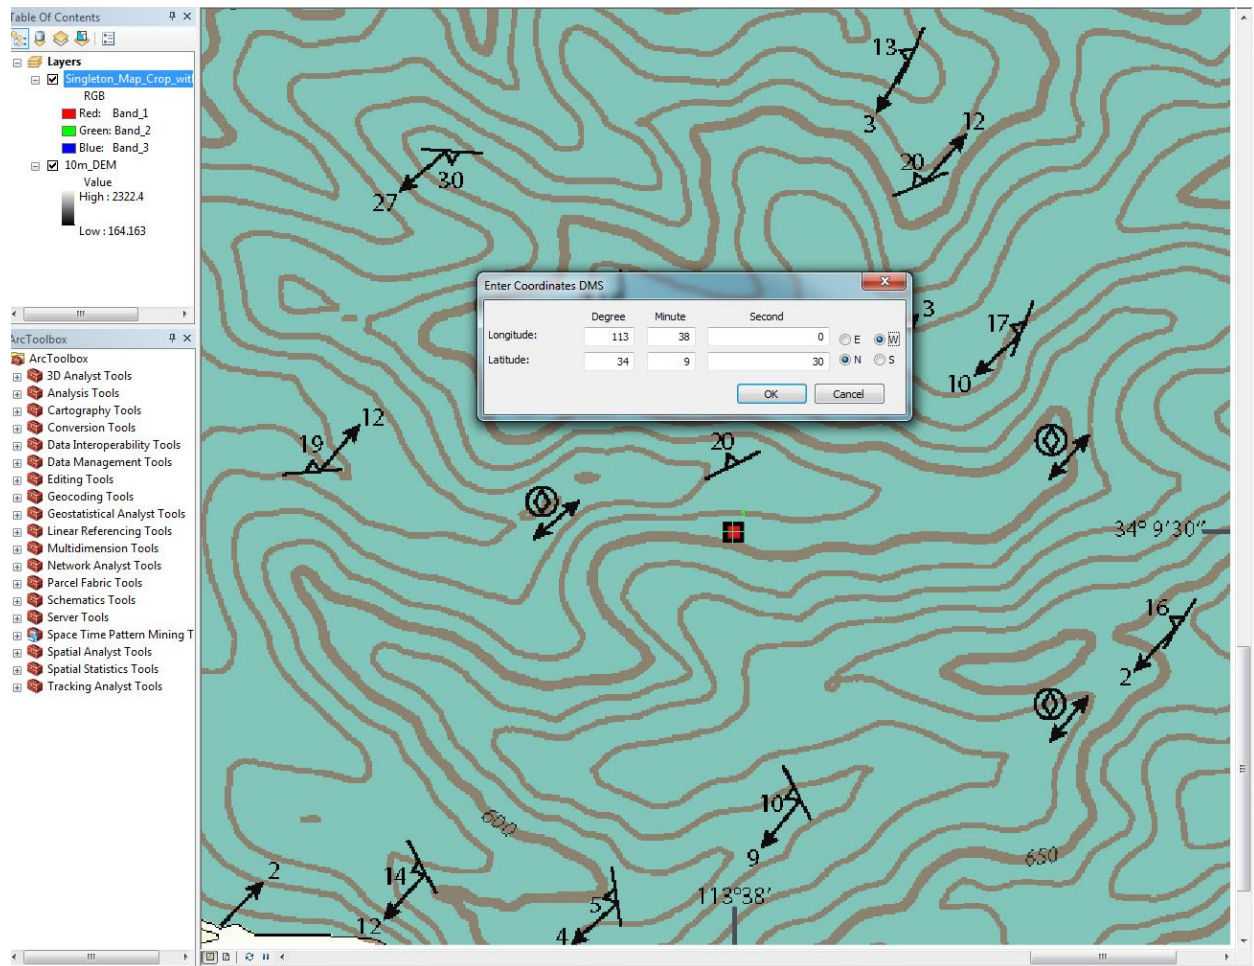 Table Of Contents
Layers
Singleton_Map_Crop_wit
RGB
Red: Band_1
Green: Band_2
Blue: Band_3
10m_DEM
Value
High : 2322.4
Low : 164.163
ArcToolbox
ArcToolbox
3D Analyst Tools
Analysis Tools
Cartography Tools
Conversion Tools
Data Interoperability Tools
Data Management Tools
Editing Tools
Geocoding Tools
Geostatistical Analyst Tools
Linear Referencing Tools
Multidimension Tools
Network Analyst Tools
Parcel Fabric Tools
Schematics Tools
Server Tools
Space Time Pattern Mining T
Spatial Analyst Tools
Spatial Statistics Tools
Tracking Analyst Tools
13
3
12
20
30
27
Enter Coordinates DMS
Degree Minute Second
Longitude: 113 38 0 E W
Latitude: 34 9 30 N S
OK Cancel
3
17
10
12
19
20
34° 9'30"
16
2
10
9
600
650
14
12
2
5
4
113°38'